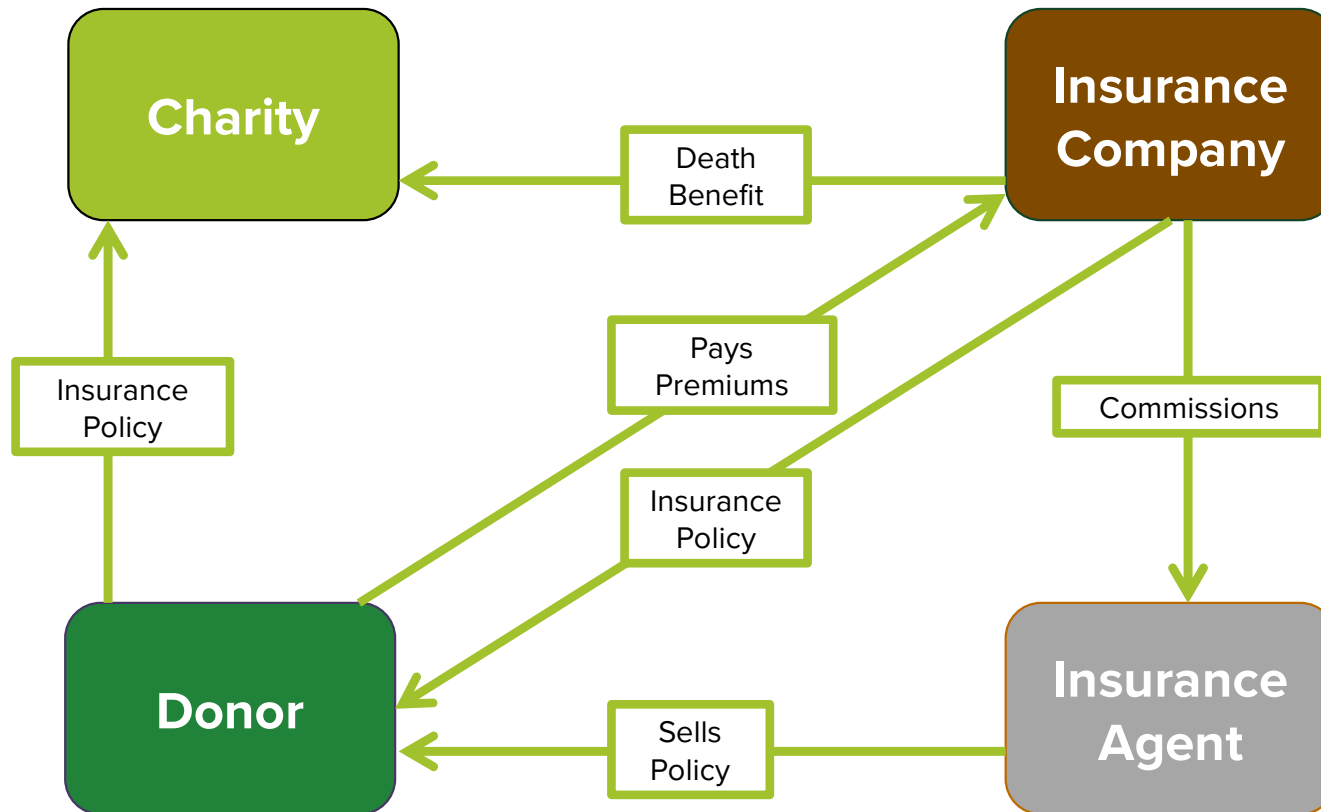 Charity
Insurance
Company
Death
Benefit
Pays
Premiums
Insurance
Policy
Commissions
Insurance
Policy
Donor
Sells
Policy
Insurance
Agent